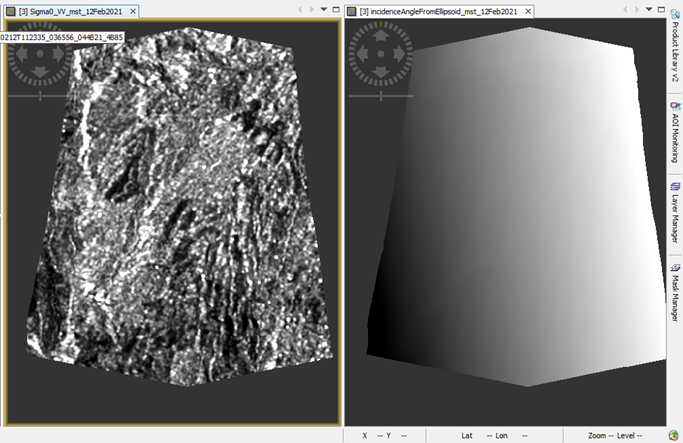 [3] Sigma0_VV_mst_12Feb2021
[3] incidenceAngleFromEllipsoid_mst_12Feb2021
0212T112335_036556_044B21_4B85
Product Library v2
AOI Monitoring
Layer Manager
Mask Manager
X -- Y -- Lat -- Lon -- Zoom -- Level --